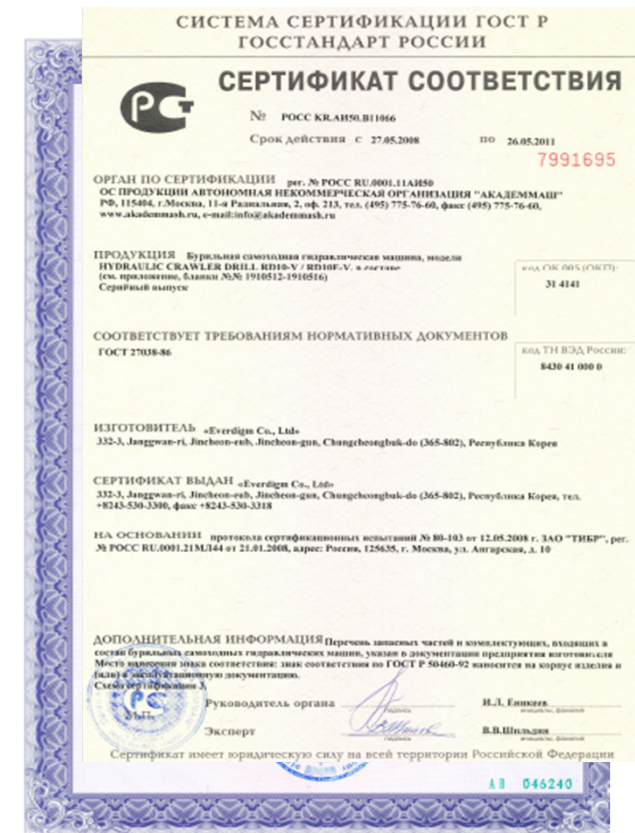 СИСТЕМА СЕРТИФИКАЦИИ ГОСТ Р
ГОССТАНДАРТ РОССИИ
СЕРТИФИКАТ СООТВЕТСТВИЯ
№ РОСС KR.АИ50.В11066
Срок действия с 27.05.2008 по 26.05.2011
7991695
ОРГАН ПО СЕРТИФИКАЦИИ рег. № РОСС RU.0001.11АИ50
ОС ПРОДУКЦИИ АВТОНОМНАЯ НЕКОММЕРЧЕСКАЯ ОРГАНИЗАЦИЯ "АКАДЕММАШ"
РФ, 115404, г.Москва, 11-я Радиальная, 2, оф. 213, тел. (495) 775-76-60, факс (495) 775-76-60,
www.akademmash.ru, e-mail:info@akademmash.ru
ПРОДУКЦИЯ Бурильная самоходная гидравлическая машина, модели
HYDRAULIC CRAWLER DRILL RD10-V / RD10E-V, в составе
(см. приложение, бланки №№ 1910512-1910516)
Серийный выпуск
код ОК 005 (ОКП):
31 4141
СООТВЕТСТВУЕТ ТРЕБОВАНИЯМ НОРМАТИВНЫХ ДОКУМЕНТОВ
ГОСТ 27038-86
код ТН ВЭД России:
8430 41 000 0
ИЗГОТОВИТЕЛЬ «Everdigm Co., Ltd»
332-3, Janggwan-ri, Jincheon-eub, Jincheon-gun, Chungcheongbuk-do (365-802), Республика Корея
СЕРТИФИКАТ ВЫДАН «Everdigm Co., Ltd»
332-3, Janggwan-ri, Jincheon-eub, Jincheon-gun, Chungcheongbuk-do (365-802), Республика Корея, тел.
+8243-530-3300, факс +8243-530-3318
НА ОСНОВАНИИ протокола сертификационных испытаний № 80-103 от 12.05.2008 г. ЗАО "ТИБР", рег.
№ РОСС RU.0001.21МЛ44 от 21.01.2008, адрес: Россия, 125635, г. Москва, ул. Ангарская, д. 10
ДОПОЛНИТЕЛЬНАЯ ИНФОРМАЦИЯ Перечень запасных частей и комплектующих, входящих в
состав бурильных самоходных гидравлических машин, указан в документации предприятия изготовителя
Место нанесения знака соответствия: знак соответствия по ГОСТ Р 50460-92 наносится на корпус изделия и
(или) в эксплуатационную документацию.
Схема сертификации 3.
М.П.
Руководитель органа
подпись
И.Л. Еникеев
инициалы, фамилия
Эксперт
подпись
В.В.Шильдин
инициалы, фамилия
Сертификат имеет юридическую силу на всей территории Российской Федерации
АВ 046240